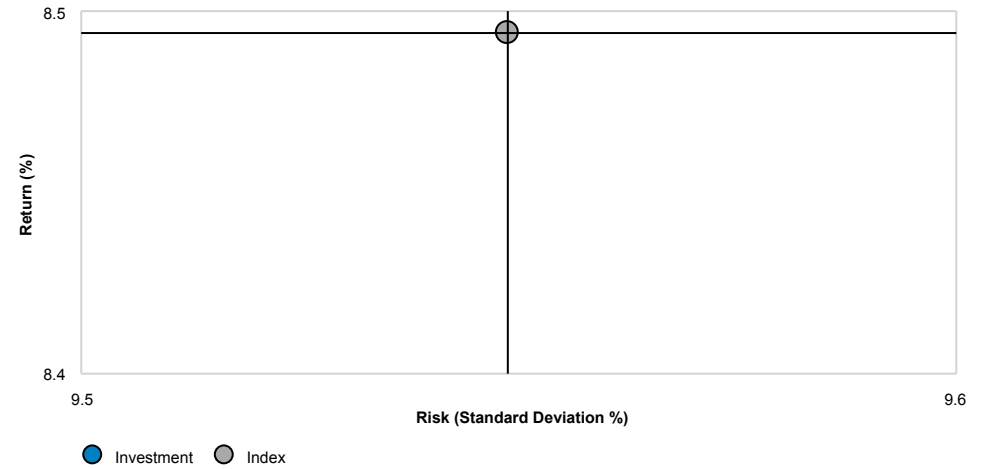 8.5
Return (%)
8.4
9.5
9.6
Risk (Standard Deviation %)
Investment Index